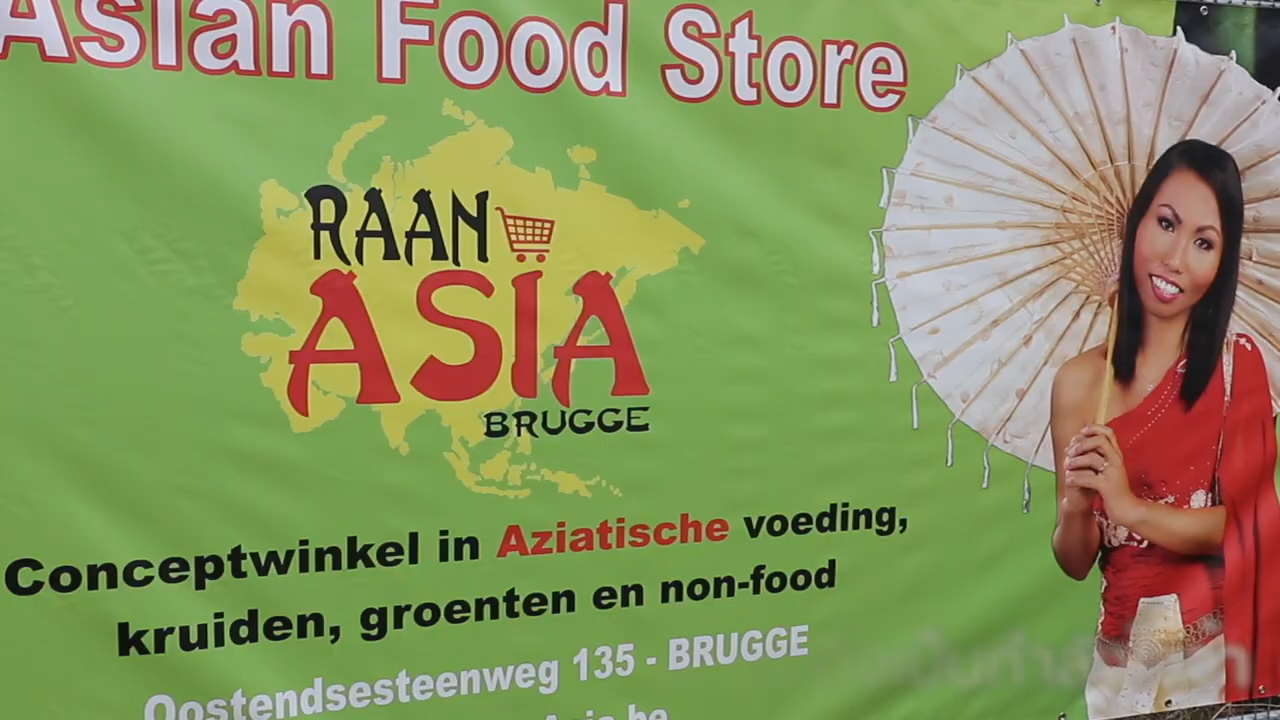 Asian Food Store
RAAN
ASIA
BRUGGE
Conceptwinkel in Aziatische voeding,
kruiden, groenten en non-food
Oostendsesteenweg 135 - BRUGGE